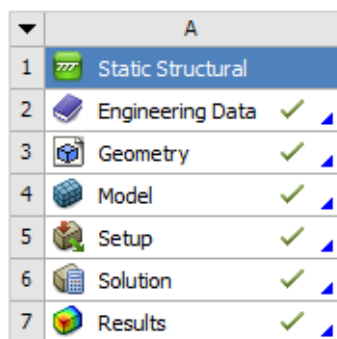 A
1 Static Structural
2 Engineering Data
3 Geometry
4 Model
5 Setup
6 Solution
7 Results